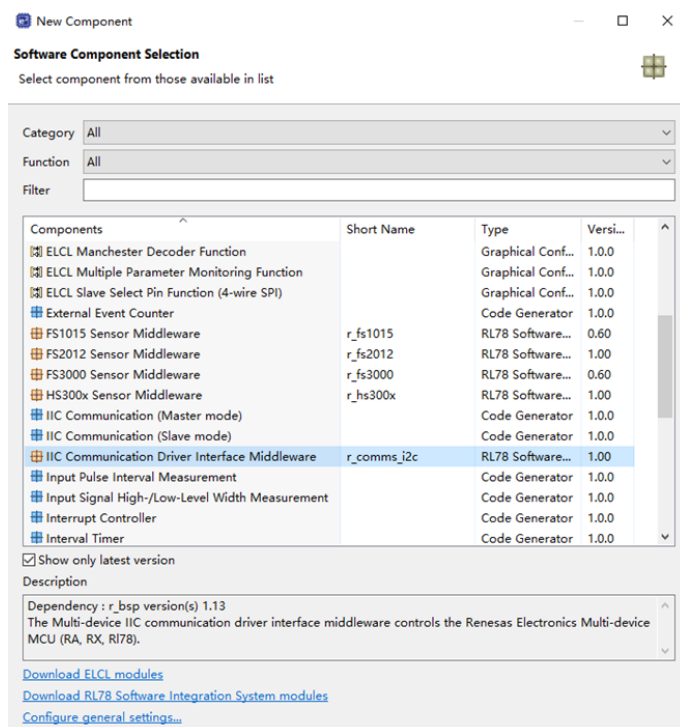 New Component
Software Component Selection
Select component from those available in list
Category All
Function All
Filter
Components Short Name Type Versi...
ELCL Manchester Decoder Function Graphical Conf... 1.0.0
ELCL Multiple Parameter Monitoring Function Graphical Conf... 1.0.0
ELCL Slave Select Pin Function (4-wire SPI) Graphical Conf... 1.0.0
External Event Counter Code Generator 1.0.0
FS1015 Sensor Middleware r_fs1015 RL78 Software... 0.60
FS2012 Sensor Middleware r_fs2012 RL78 Software... 1.00
FS3000 Sensor Middleware r_fs3000 RL78 Software... 0.60
HS300x Sensor Middleware r_hs300x RL78 Software... 1.00
IIC Communication (Master mode) Code Generator 1.0.0
IIC Communication (Slave mode) Code Generator 1.0.0
IIC Communication Driver Interface Middleware r_comms_i2c RL78 Software... 1.00
Input Pulse Interval Measurement Code Generator 1.0.0
Input Signal High-/Low-Level Width Measurement Code Generator 1.0.0
Interrupt Controller Code Generator 1.0.0
Interval Timer Code Generator 1.0.0
Show only latest version
Description
Dependency : r_bsp version(s) 1.13
The Multi-device IIC communication driver interface middleware controls the Renesas Electronics Multi-device
MCU (RA, RX, Rl78).
Download ELCL modules
Download RL78 Software Integration System modules
Configure general settings...